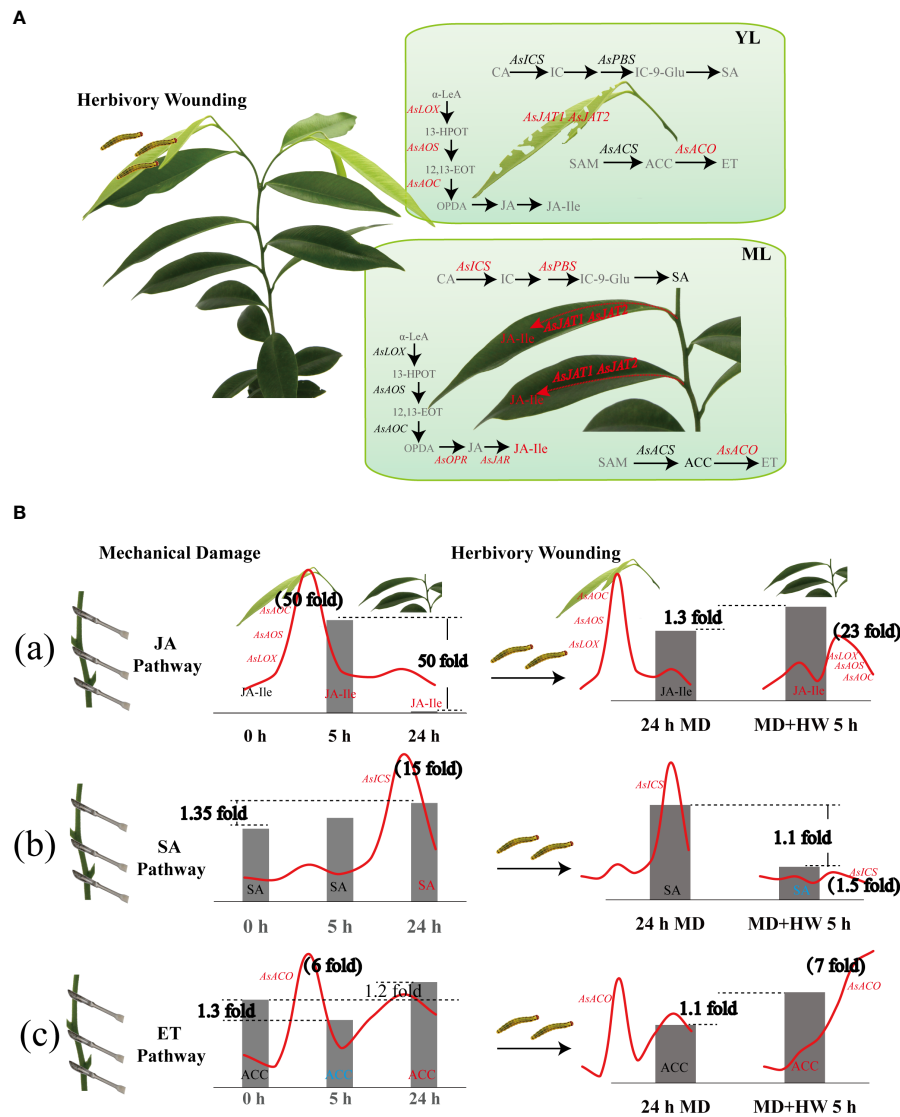 A
YL
AsICS AsPBS
CA IC IC-9-Glu SA
Herbivory Wounding
α-LeA
AsLOX
13-HPOT
AsAOS
12,13-EOT
AsAOC
OPDA JA JA-Ile
AsJAT1 AsJAT2
AsACS AsACO
SAM ACC ET
ML
AsICS AsPBS
CA IC IC-9-Glu SA
α-LeA
AsLOX
13-HPOT
AsAOS
12,13-EOT
AsAOC
OPDA JA JA-Ile
AsOPR AsJAR
AsJAT1 AsJAT2
JA-Ile
AsJAT1 AsJAT2
JA-Ile
AsACS AsACO
SAM ACC ET
B
Mechanical Damage Herbivory Wounding
(a)
JA
Pathway
(50 fold)
AsAOC
AsAOS
AsLOX
50 fold
JA-Ile JA-Ile JA-Ile
0 h 5 h 24 h
AsAOC
AsAOS
AsLOX
1.3 fold
(23 fold)
AsLOX
AsAOS
AsAOC
JA-Ile JA-Ile
24 h MD MD+HW 5 h
(b)
SA
Pathway
AsICS (15 fold)
1.35 fold
SA SA SA
0 h 5 h 24 h
AsICS
1.1 fold
AsICS
(1.5 fold)
SA SA
24 h MD MD+HW 5 h
(c)
ET
Pathway
AsACO (6 fold)
1.2 fold
1.3 fold
ACC ACC ACC
0 h 5 h 24 h
AsACO
1.1 fold
(7 fold)
AsACO
ACC ACC
24 h MD MD+HW 5 h